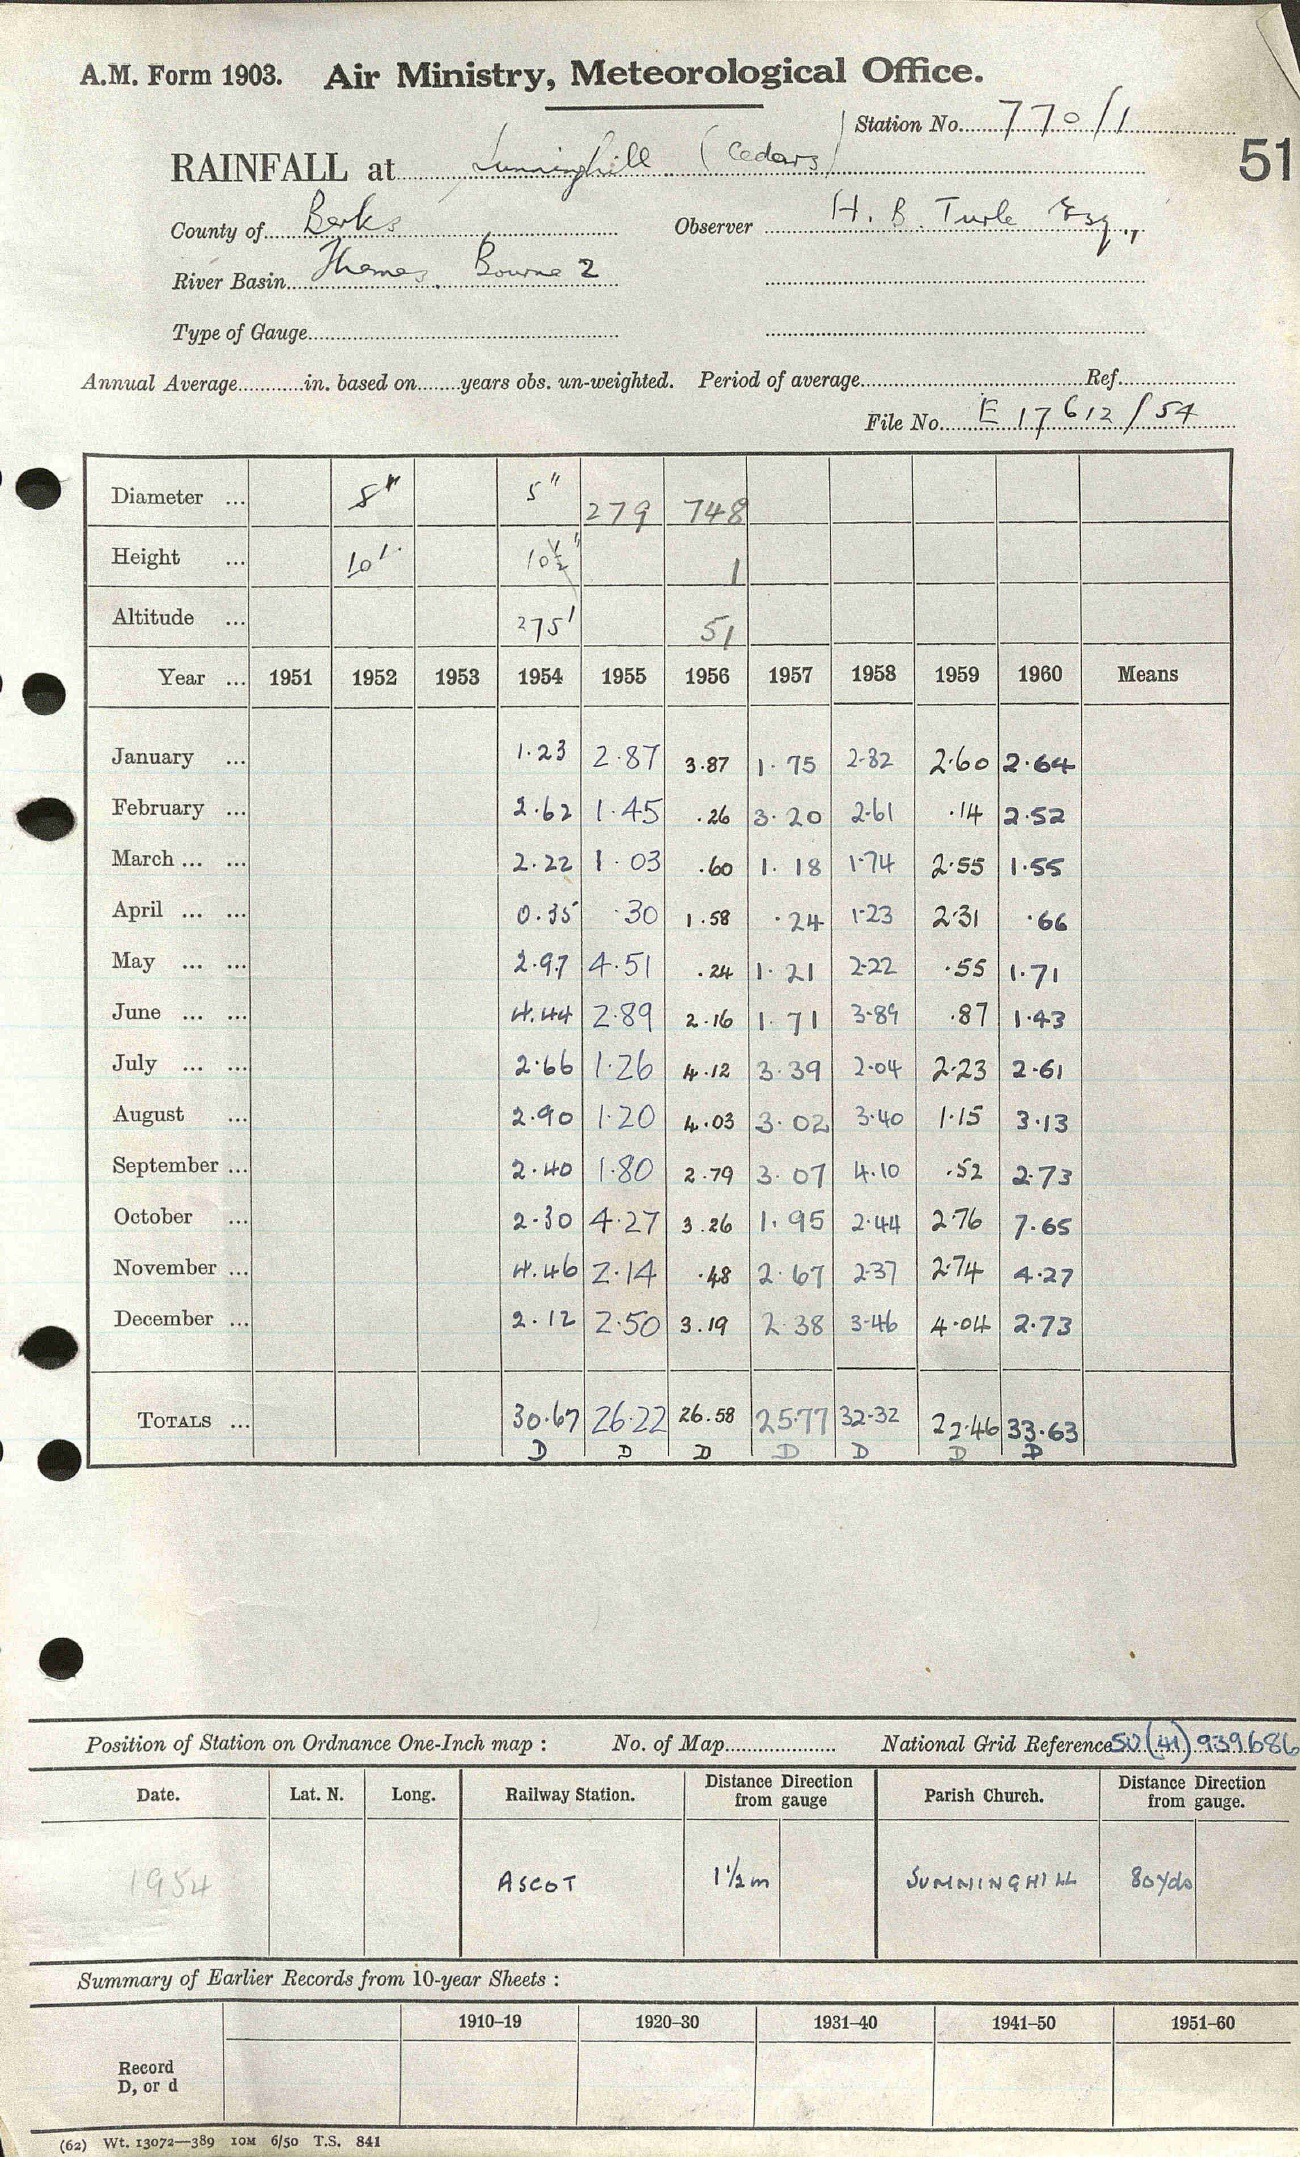 A.M. Form 1903. Air Ministry, Meteorological Office.
Station No. 770/1
51
RAINFALL at Sunninghill (Cedars)
County of Berks Observer H. B. Turle Esq.,
River Basin Thames. Bourne 2
Type of Gauge
Annual Average in. based on years obs. un-weighted. Period of average Ref.
File No. E 17612/54
Diameter ... 8" 5" 279 748
Height ... 10'. 10½" 1
Altitude ... 275' 51
Year ... 1951 1952 1953 1954 1955 1956 1957 1958 1959 1960 Means
January ... 1.23 2.87 3.87 1.75 2.82 2.60 2.64
February ... 2.62 1.45 .26 3.20 2.61 .14 2.52
March ... ... 2.22 1.03 .60 1.18 1.74 2.55 1.55
April ... ... 0.35 .30 1.58 .24 1.23 2.31 .66
May ... ... 2.97 4.51 .24 1.21 2.22 .55 1.71
June ... ... 4.44 2.89 2.16 1.71 3.89 .87 1.43
July ... ... 2.66 1.26 4.12 3.39 2.04 2.23 2.61
August ... 2.90 1.20 4.03 3.02 3.40 1.15 3.13
September ... 2.40 1.80 2.79 3.07 4.10 .52 2.73
October ... 2.30 4.27 3.26 1.95 2.44 2.76 7.65
November ... 4.46 2.14 .48 2.67 2.37 2.74 4.27
December ... 2.12 2.50 3.19 2.38 3.46 4.04 2.73
TOTALS ... 30.67 26.22 26.58 25.77 32.32 22.46 33.63
D D D D D D D
Position of Station on Ordnance One-Inch map : No. of Map National Grid Reference SU(41)939686
Date. Lat. N. Long. Railway Station. Distance Direction from gauge Parish Church. Distance Direction from gauge.
1954 ASCOT 1½m SUNNINGHILL 80yds
Summary of Earlier Records from 10-year Sheets :
1910–19 1920–30 1931–40 1941–50 1951–60
Record
D, or d
(62) Wt. 13072—389 10M 6/50 T.S. 841